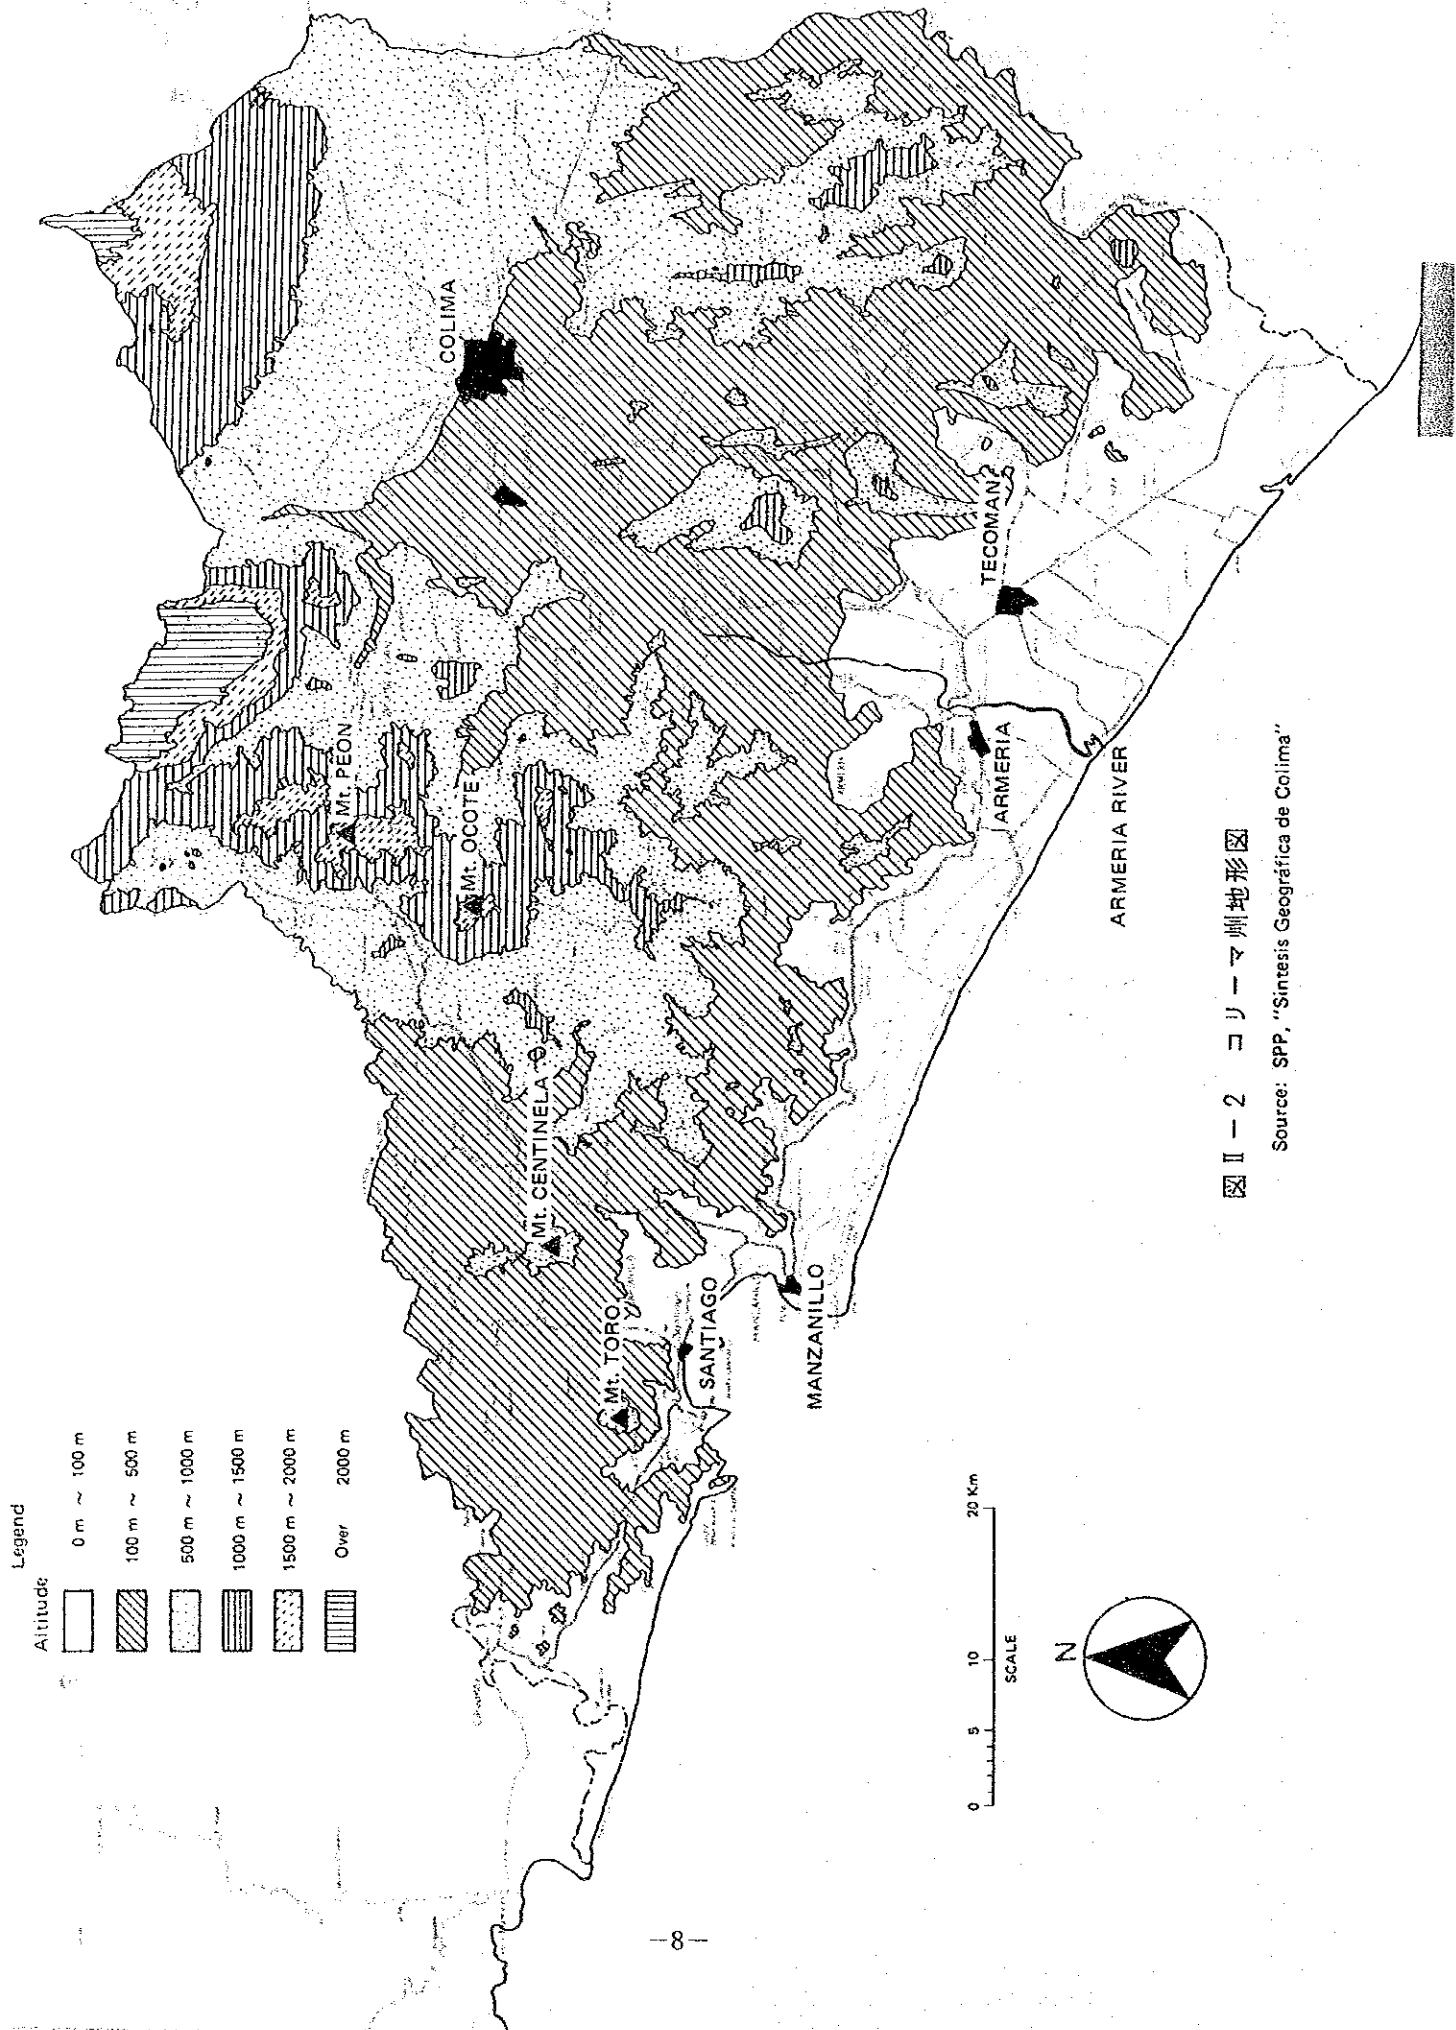 Legend
Altitude
0 m ~ 100 m
100 m ~ 500 m
500 m ~ 1000 m
1000 m ~ 1500 m
1500 m ~ 2000 m
Over 2000 m
COLIMA
Mt. PEON
Mt. OCOTE
Mt. CENTINELA
Mt. TORO
SANTIAGO
MANZANILLO
TECOMAN
ARMERIA
ARMERIA RIVER
0 5 10 20 Km
SCALE
N
図Ⅱ-2 コリーマ州地形図
Source: SPP, "Sintesis Geográfica de Colima"
-8-